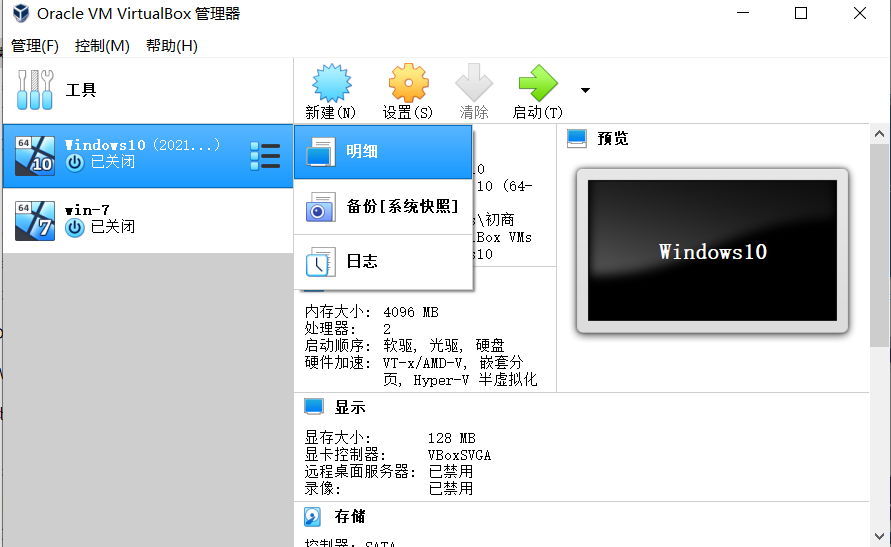 Oracle VM VirtualBox 管理器
管理(F) 控制(M) 帮助(H)
工具
新建(N) 设置(S) 清除 启动(T)
64
10
Windows10（2021...）
已关闭
64
7
win-7
已关闭
明细
备份[系统快照]
日志
10 (64-
s\初商
lBox VMs
内存大小: 4096 MB
处理器: 2
启动顺序: 软驱, 光驱, 硬盘
硬件加速: VT-x/AMD-V, 嵌套分
页, Hyper-V 半虚拟化
预览
Windows10
显示
显存大小: 128 MB
显卡控制器: VBoxSVGA
远程桌面服务器: 已禁用
录像: 已禁用
存储
控制器: SATA